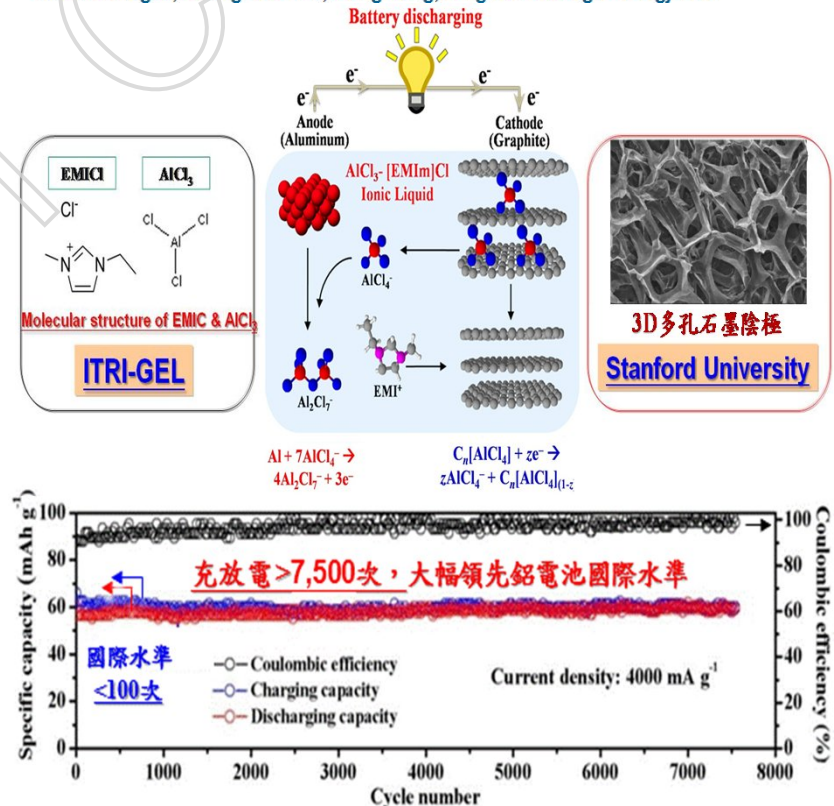 Battery discharging
e-
e-
e-
e-
Anode
(Aluminum)
Cathode
(Graphite)
EMICl
AlCl3
Cl-
N
+
N
Cl
Cl
Al
Cl
Molecular structure of EMIC & AlCl3
ITRI-GEL
AlCl3- [EMIm]Cl
Ionic Liquid
AlCl4-
Al2Cl7-
EMI+
3D多孔石墨陰極
Stanford University
Al + 7AlCl4- →
4Al2Cl7- + 3e-
Cn[AlCl4] + ze- →
zAlCl4- + Cn[AlCl4](1-z
Specific capacity (mAh g-1)
100
80
60
40
20
0
充放電>7,500次，大幅領先鋁電池國際水準
國際水準
<100次
Coulombic efficiency
Charging capacity
Discharging capacity
Current density: 4000 mA g-1
100
80
60
40
20
0
Coulombic efficiency (%)
0 1000 2000 3000 4000 5000 6000 7000 8000
Cycle number